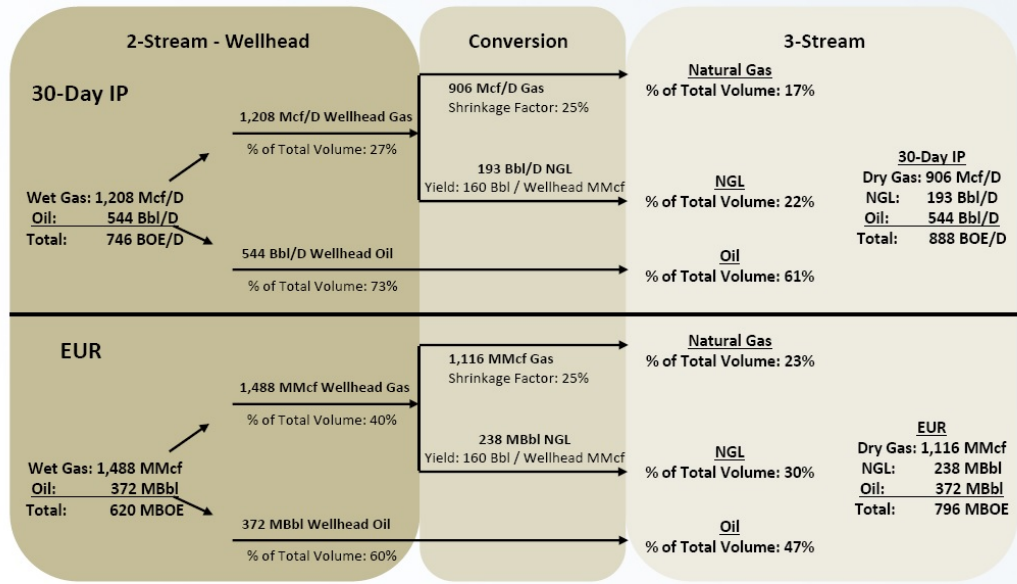 2-Stream - Wellhead
Conversion
3-Stream
30-Day IP
Wet Gas: 1,208 Mcf/D
Oil: 544 Bbl/D
Total: 746 BOE/D
1,208 Mcf/D Wellhead Gas
% of Total Volume: 27%
544 Bbl/D Wellhead Oil
% of Total Volume: 73%
906 Mcf/D Gas
Shrinkage Factor: 25%
193 Bbl/D NGL
Yield: 160 Bbl / Wellhead MMcf
Natural Gas
% of Total Volume: 17%
NGL
% of Total Volume: 22%
Oil
% of Total Volume: 61%
30-Day IP
Dry Gas: 906 Mcf/D
NGL: 193 Bbl/D
Oil: 544 Bbl/D
Total: 888 BOE/D
EUR
Wet Gas: 1,488 MMcf
Oil: 372 MBbl
Total: 620 MBOE
1,488 MMcf Wellhead Gas
% of Total Volume: 40%
372 MBbl Wellhead Oil
% of Total Volume: 60%
1,116 MMcf Gas
Shrinkage Factor: 25%
238 MBbl NGL
Yield: 160 Bbl / Wellhead MMcf
Natural Gas
% of Total Volume: 23%
NGL
% of Total Volume: 30%
Oil
% of Total Volume: 47%
EUR
Dry Gas: 1,116 MMcf
NGL: 238 MBbl
Oil: 372 MBbl
Total: 796 MBOE